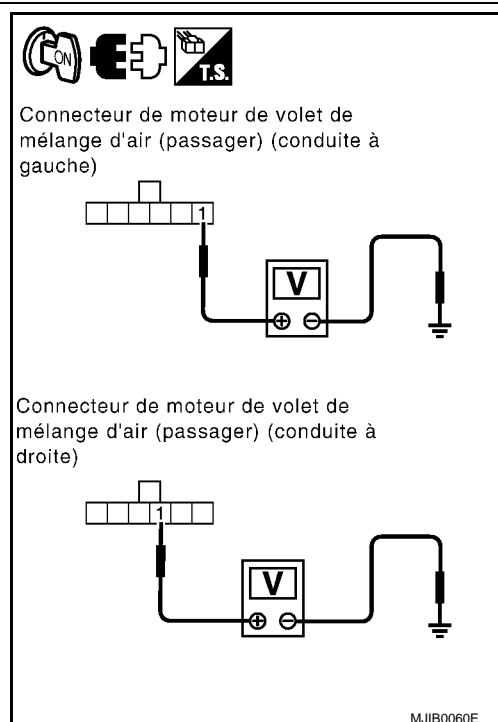 ON
T.S.
Connecteur de moteur de volet de
mélange d'air (passager) (conduite à
gauche)
1
V
Connecteur de moteur de volet de
mélange d'air (passager) (conduite à
droite)
1
V
MJIB0060E